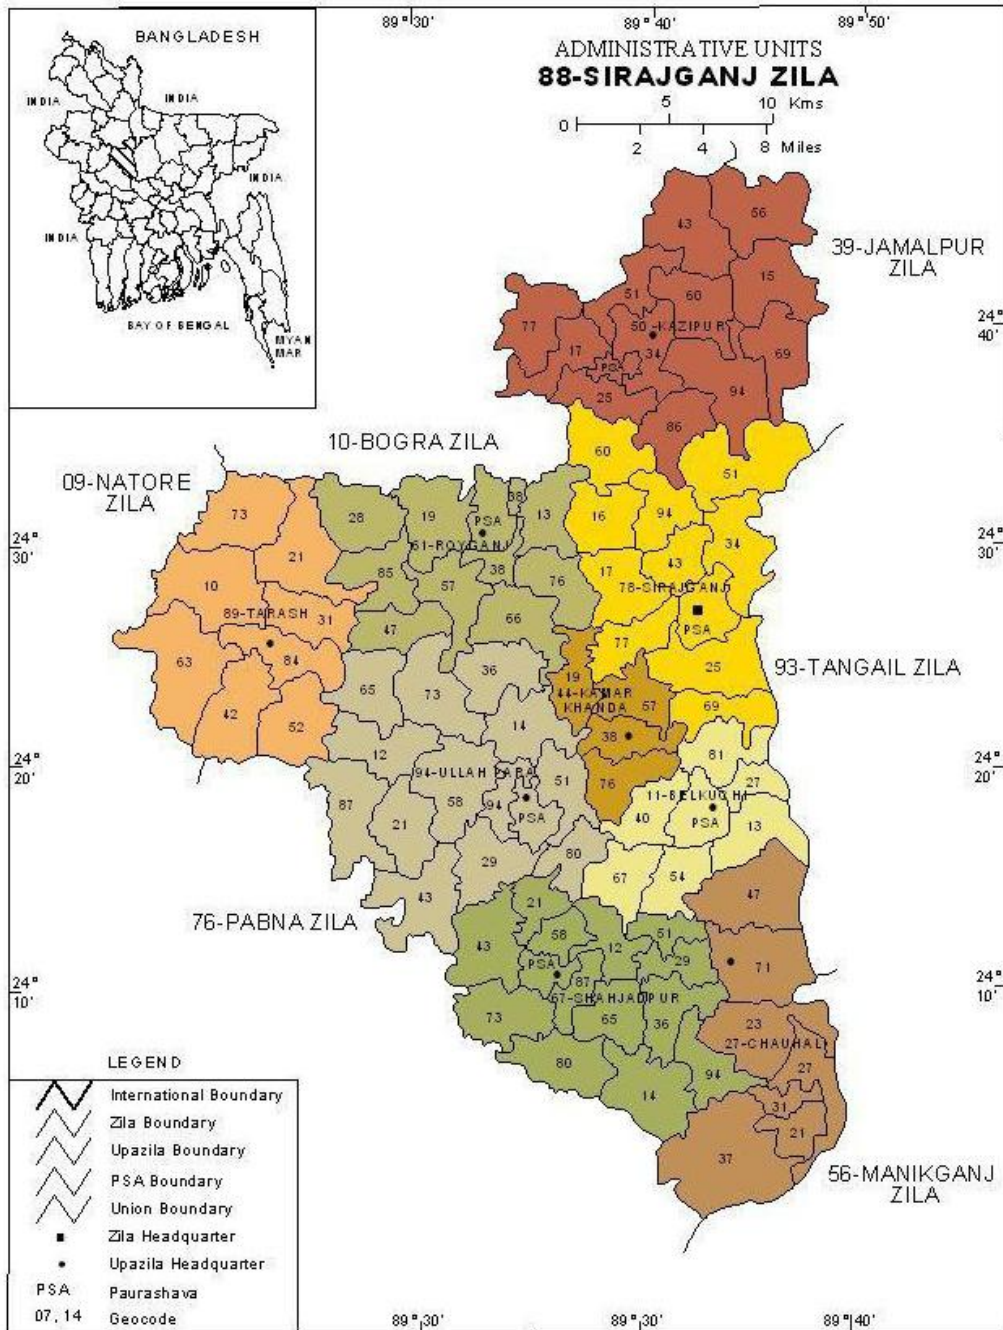 89° 30' 89° 40' 89° 50'
BANGLADESH
INDIA
INDIA
INDIA
INDIA
BAY OF BENGAL
MYAN
MAR
ADMINISTRATIVE UNITS
88-SIRAJGANJ ZILA
5 10 Kms
0
2 4 8 Miles
39-JAMALPUR
ZILA
24°
40'
43 56
15
51 60
77 50-KAZIPUR
17 34 69
25 94
86
10-BOGRA ZILA
09-NATORE
ZILA
24°
30'
24°
30'
60 51
16 94 34
43
17 78-SIRAJGANJ
PSA
77 25
69
93-TANGAIL ZILA
73 21
10
89-TARASH 31
63 84
42 52
28 19 38 13
PSA
61-ROYGANJ
85 57 38 76
47 66
19
44-KAMAR
KHANDA 57
38
76
65 73 36
14
12
94-ULLAH PARA
87 58 94 51
PSA
21
29 80
43
24°
20'
24°
20'
81
27
11-BELKUCHI
40 PSA 13
67 54
76-PABNA ZILA
24°
10'
24°
10'
21
43 58 12 51
29
PSA 87
67-SHAHJADPUR
73 65 36
80 14 94
47
71
23
27-CHAUHALI
27
31
21
37
56-MANIKGANJ
ZILA
LEGEND
International Boundary
Zila Boundary
Upazila Boundary
PSA Boundary
Union Boundary
Zila Headquarter
Upazila Headquarter
PSA Paurashava
07, 14 Geocode
89° 30' 89° 30' 89° 40'